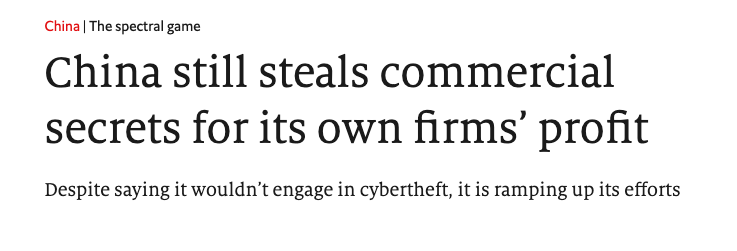 China | The spectral game
China still steals commercial
secrets for its own firms’ profit
Despite saying it wouldn’t engage in cybertheft, it is ramping up its efforts